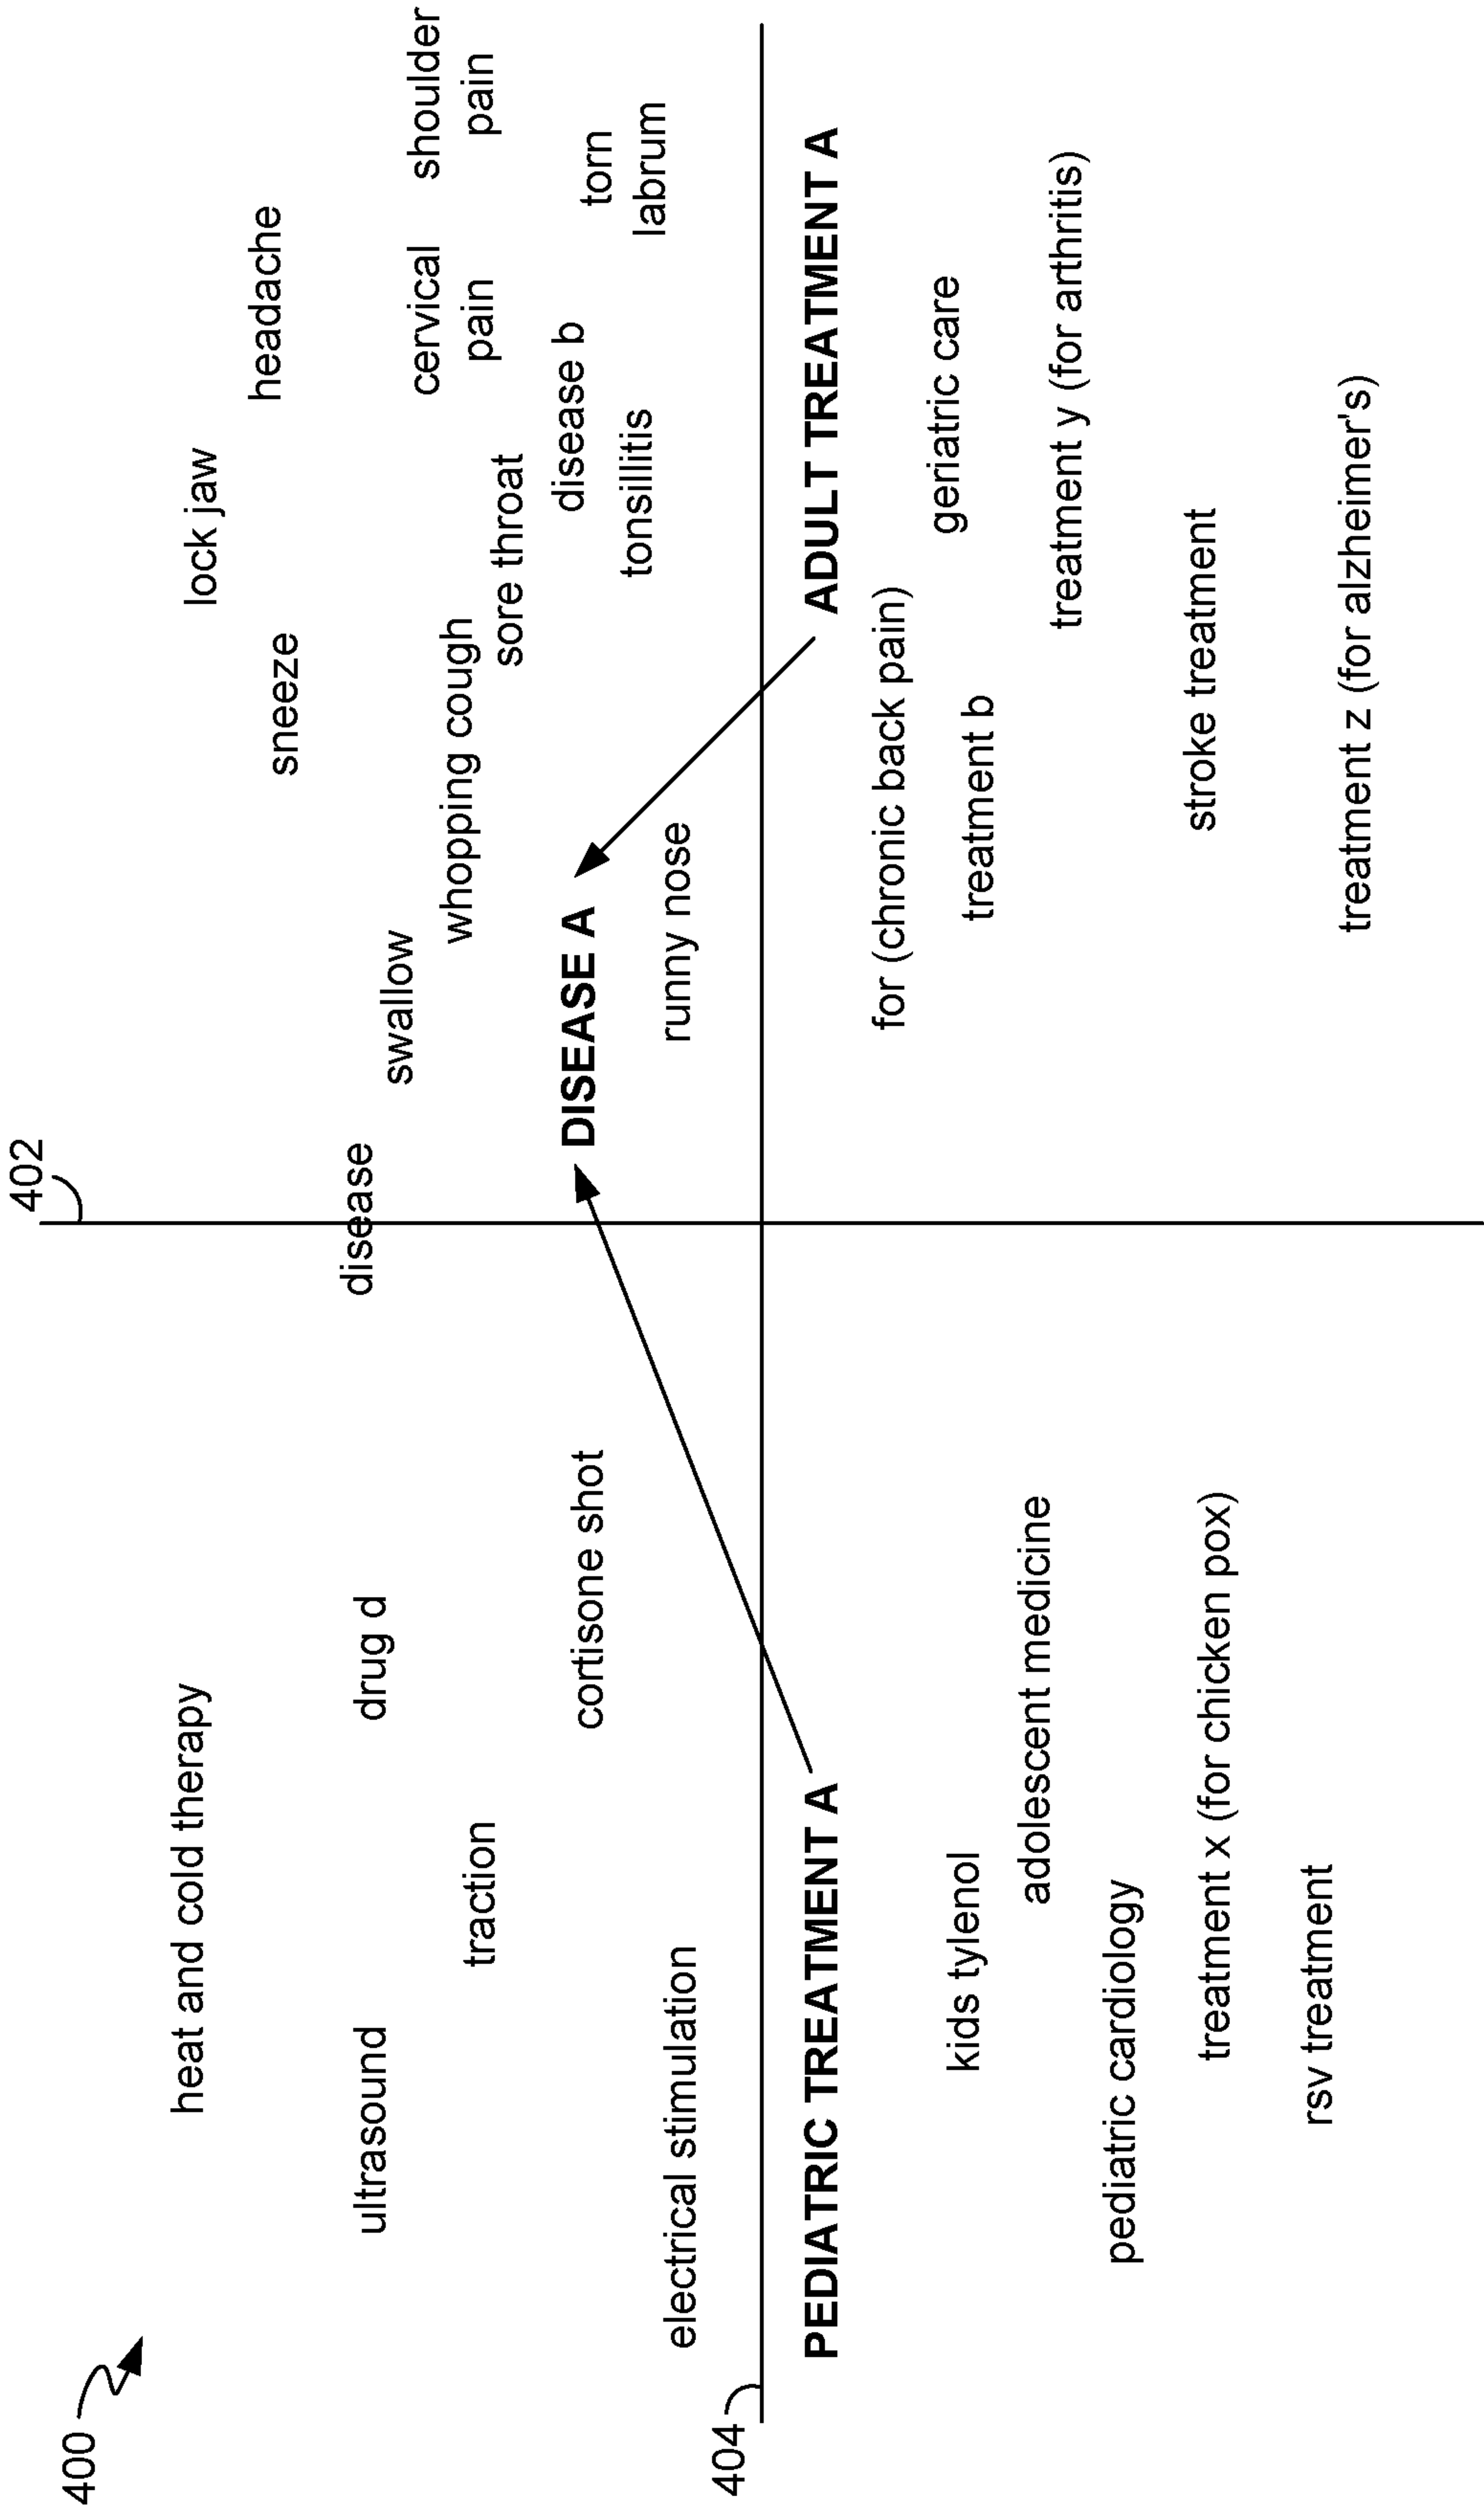 400
402
404
heat and cold therapy
ultrasound
drug d
traction
cortisone shot
electrical stimulation
disease
lock jaw
headache
sneeze
swallow
cervical
pain
shoulder
pain
whopping cough
sore throat
DISEASE A
disease b
torn
labrum
tonsillitis
runny nose
PEDIATRIC TREATMENT A
kids tylenol
adolescent medicine
pediatric cardiology
treatment x (for chicken pox)
rsv treatment
ADULT TREATMENT A
for (chronic back pain)
geriatric care
treatment b
treatment y (for arthritis)
stroke treatment
treatment z (for alzheimer's)